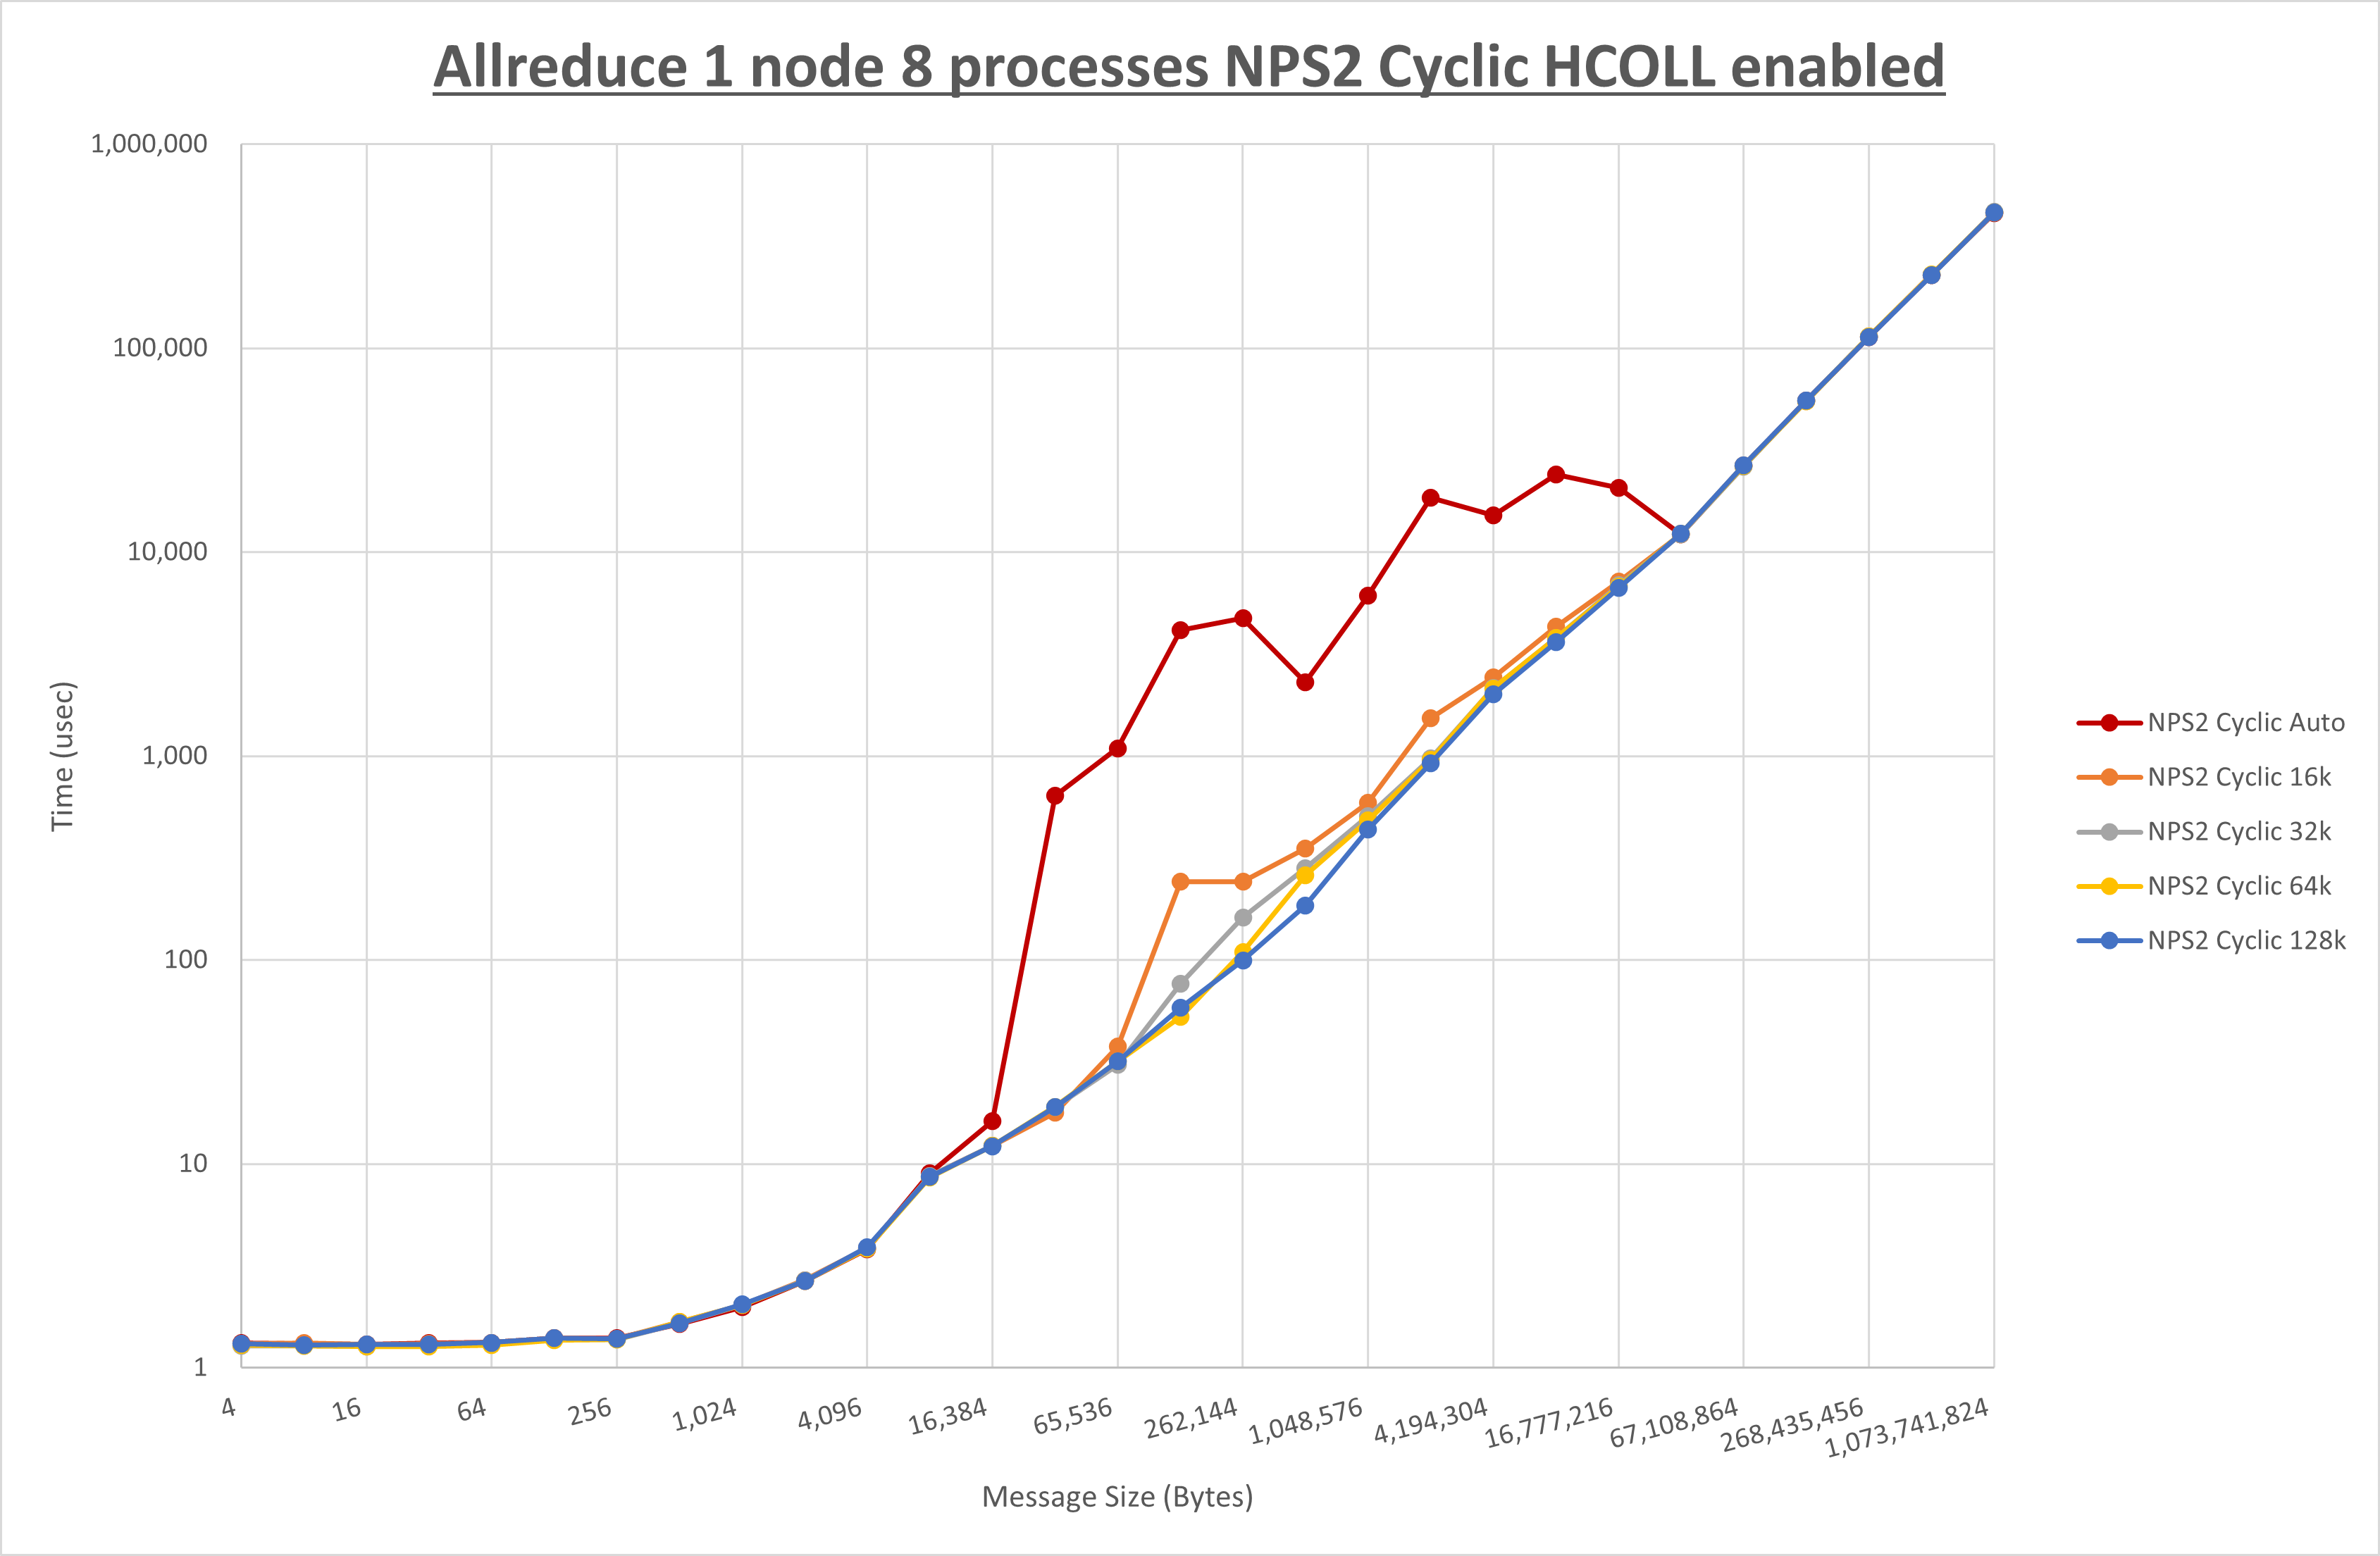 Allreduce 1 node 8 processes NPS2 Cyclic HCOLL enabled
1,000,000
100,000
10,000
1,000
100
10
1
Time (usec)
4
16
64
256
1,024
4,096
16,384
65,536
262,144
1,048,576
4,194,304
16,777,216
67,108,864
268,435,456
1,073,741,824
Message Size (Bytes)
NPS2 Cyclic Auto
NPS2 Cyclic 16k
NPS2 Cyclic 32k
NPS2 Cyclic 64k
NPS2 Cyclic 128k